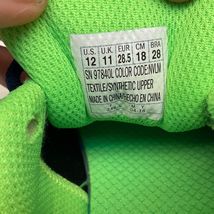 U.S. UK EUR CM BRA
12 11 28.5 18 28
SN 97840L COLOR CODE:NVLM
TEXTILE/SYNTHETIC UPPER
MADE IN CHINA/HECHO EN CHINA